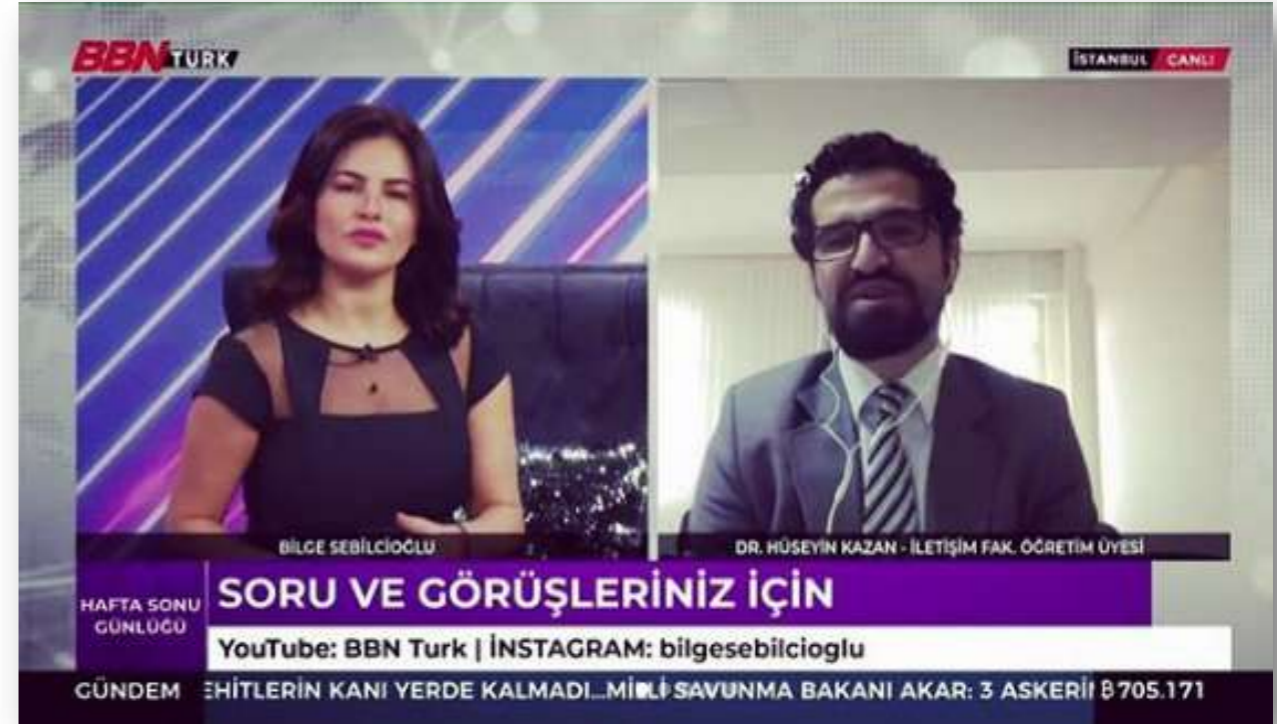 BBN TURK
İSTANBUL CANLI
BİLGE SEBİLCİOĞLU
DR. HÜSEYİN KAZAN - İLETİŞİM FAK. ÖĞRETİM ÜYESİ
HAFTA SONU
GÜNLÜĞÜ
SORU VE GÖRÜŞLERİNİZ İÇİN
YouTube: BBN Turk | İNSTAGRAM: bilgesebilcioglu
GÜNDEM EHİTLERİN KANI YERDE KALMADI...MİLLİ SAVUNMA BAKANI AKAR: 3 ASKERİ ₿705.171